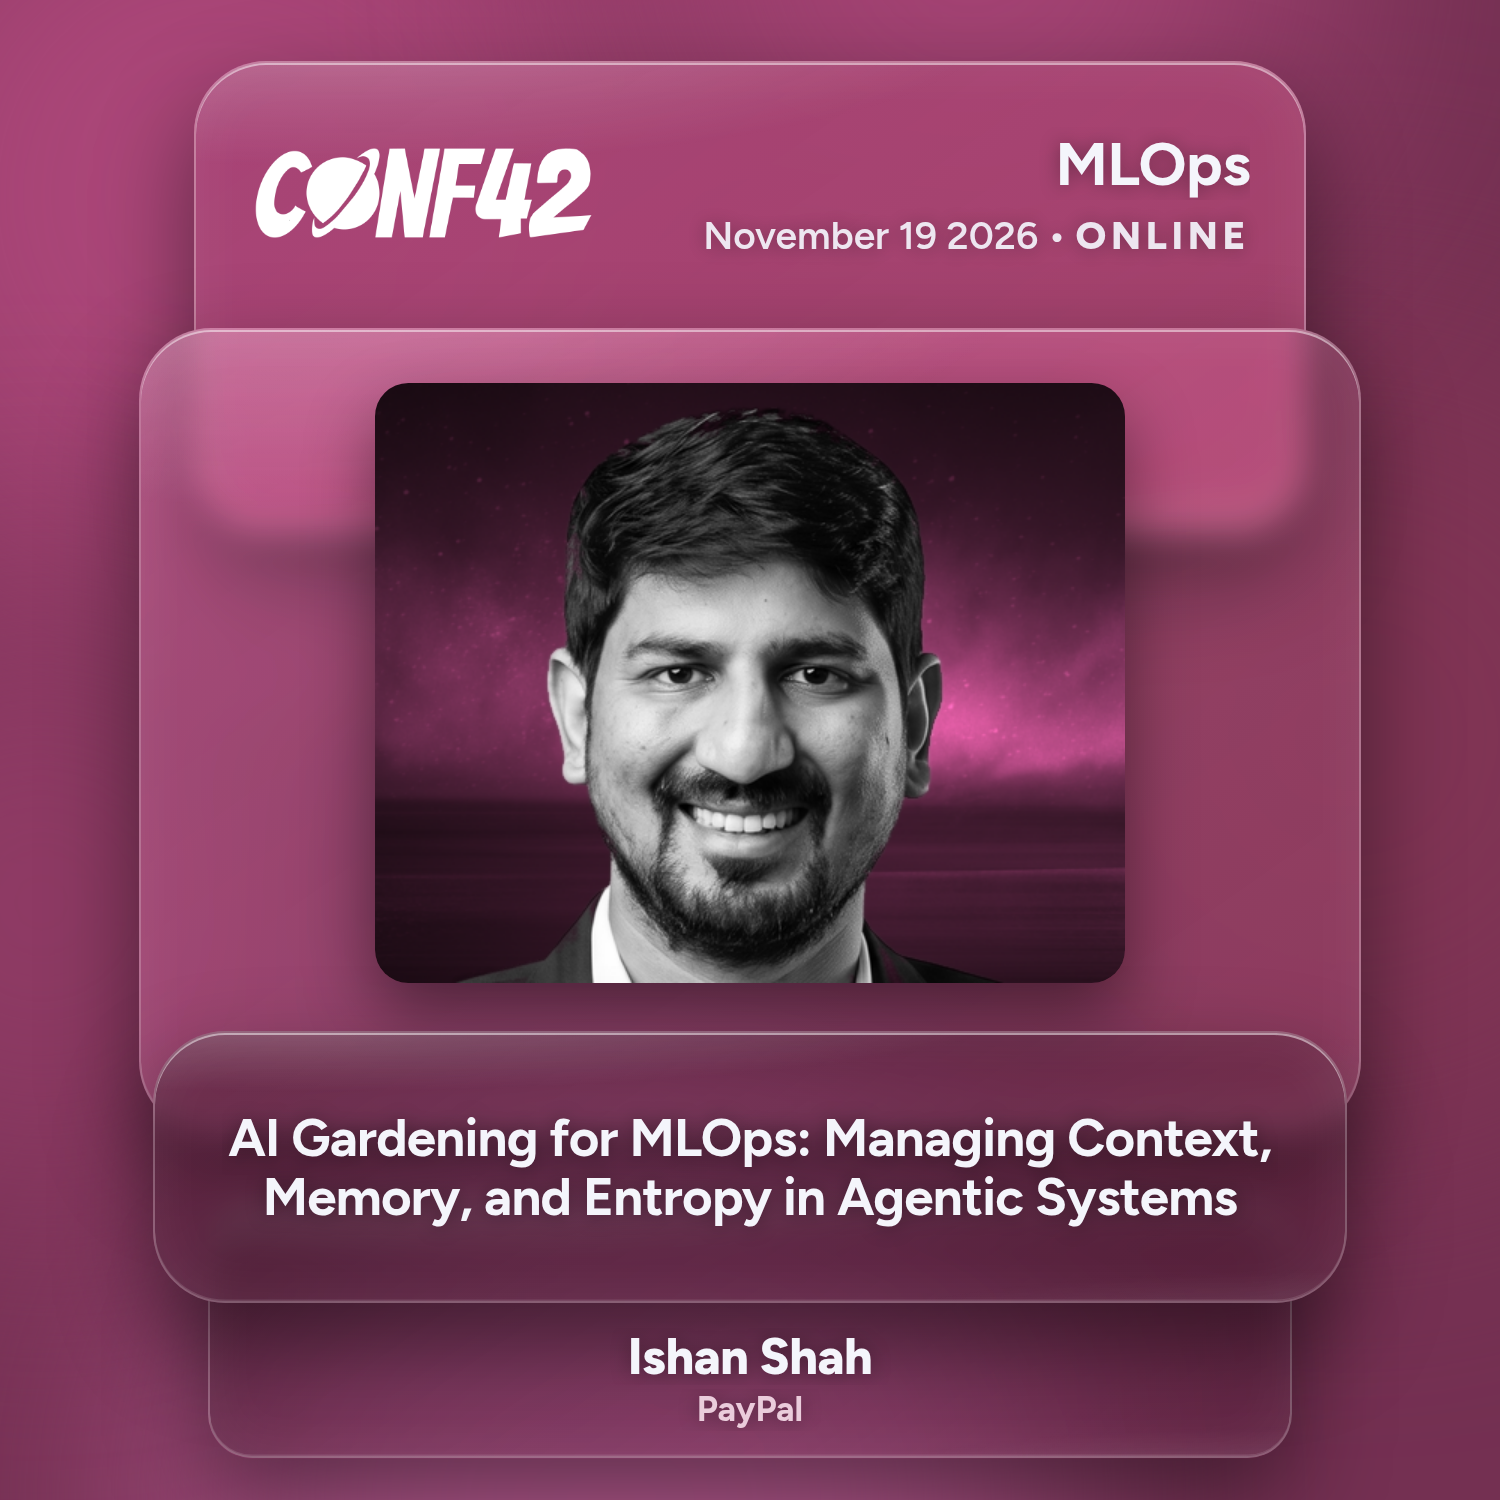 CONF42
MLOps
November 19 2026 • ONLINE
AI Gardening for MLOps: Managing Context,
Memory, and Entropy in Agentic Systems
Ishan Shah
PayPal